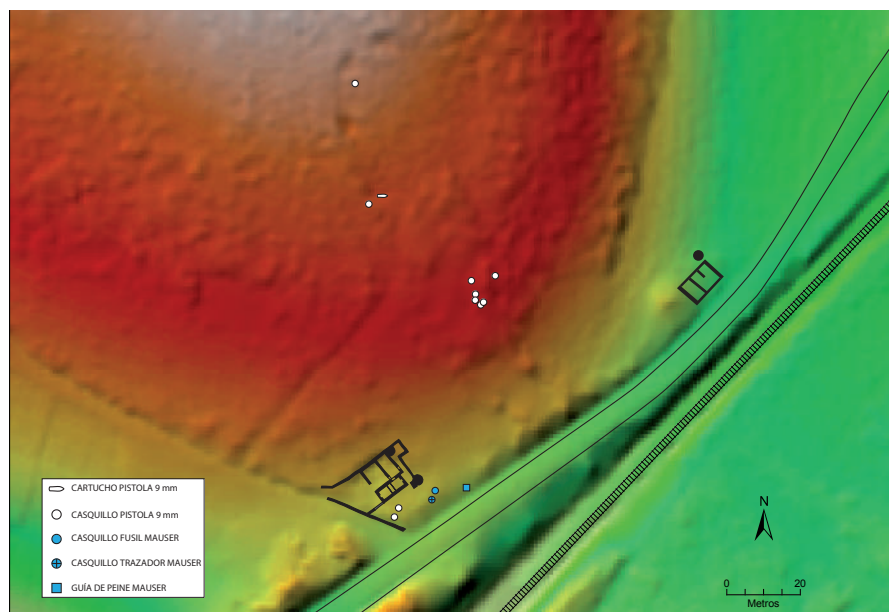 CARTUCHO PISTOLA 9 mm
CASQUILLO PISTOLA 9 mm
CASQUILLO FUSIL MAUSER
CASQUILLO TRAZADOR MAUSER
GUÍA DE PEINE MAUSER
N
0 20
Metros